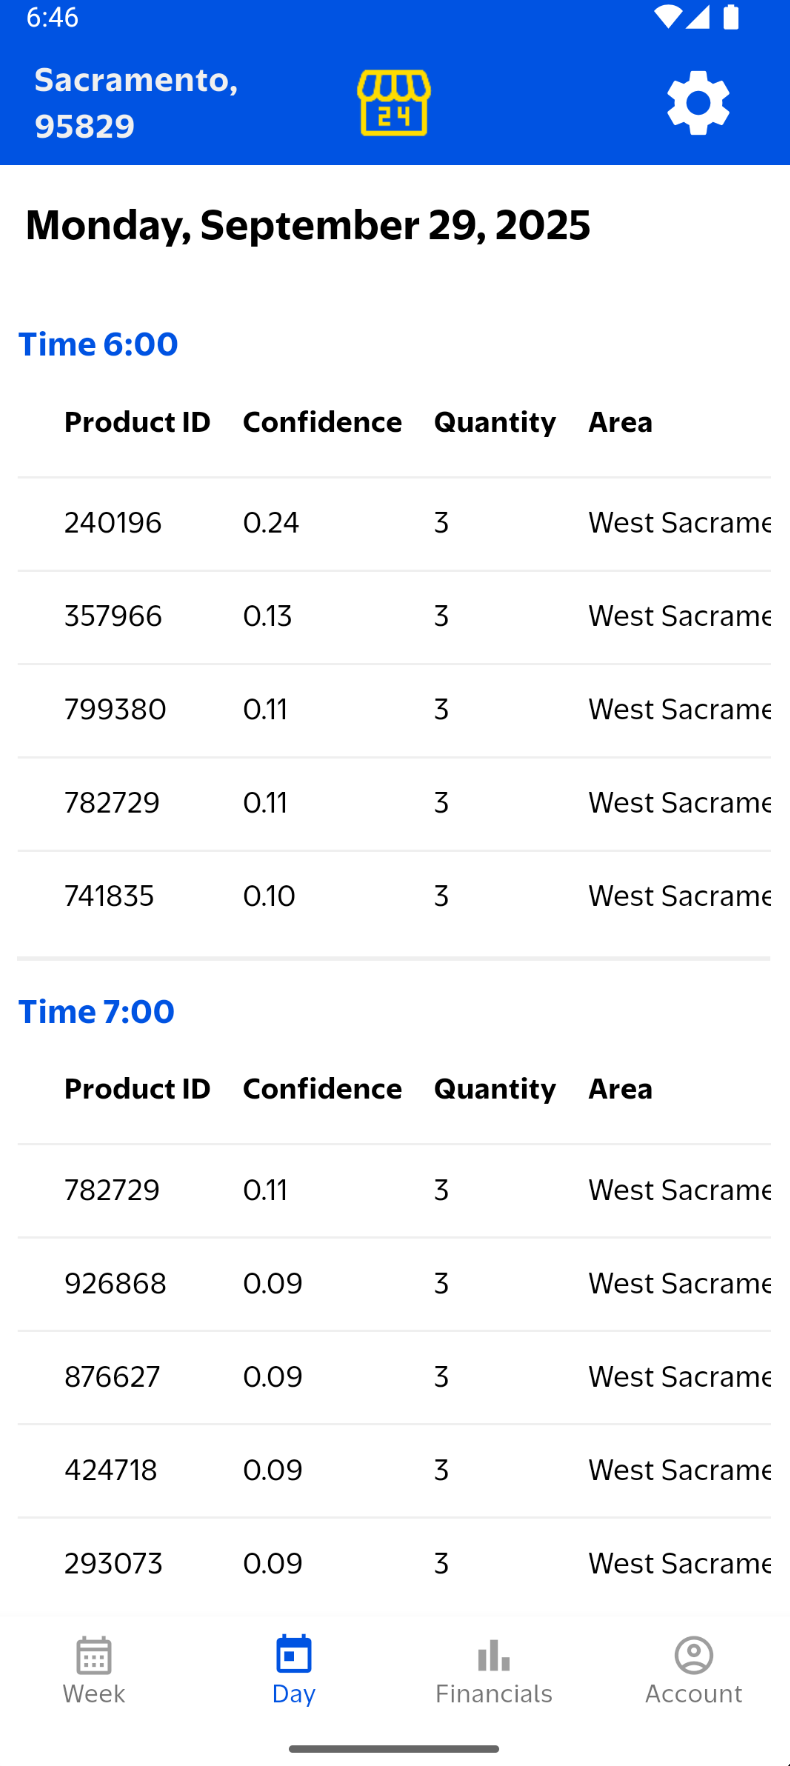 6:46
Sacramento,
95829
24
Monday, September 29, 2025
Time 6:00
Product ID Confidence Quantity Area
240196 0.24 3 West Sacrame
357966 0.13 3 West Sacrame
799380 0.11 3 West Sacrame
782729 0.11 3 West Sacrame
741835 0.10 3 West Sacrame
Time 7:00
Product ID Confidence Quantity Area
782729 0.11 3 West Sacrame
926868 0.09 3 West Sacrame
876627 0.09 3 West Sacrame
424718 0.09 3 West Sacrame
293073 0.09 3 West Sacrame
Week Day Financials Account